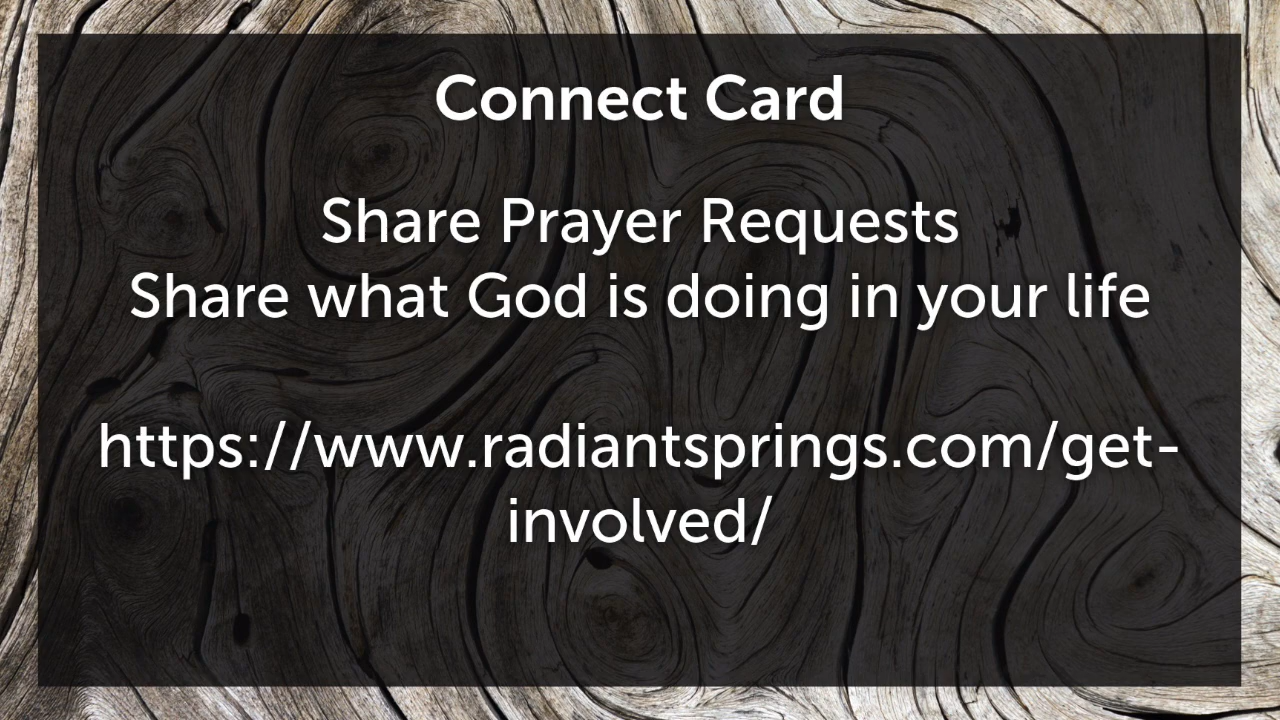 Connect Card
Share Prayer Requests
Share what God is doing in your life
https://www.radiantsprings.com/get-
involved/